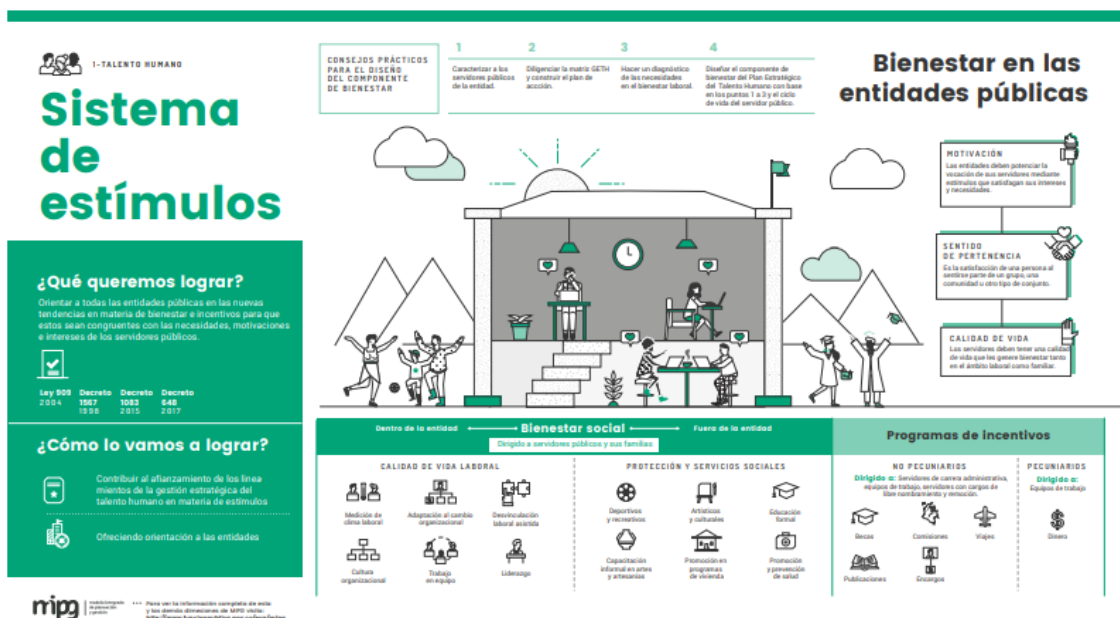 1-TALENTO HUMANO
Sistema
de
estímulos
¿Qué queremos lograr?
Orientar a todas las entidades públicas en las nuevas
tendencias en materia de bienestar e incentivos para que
estos sean congruentes con las necesidades, motivaciones
e intereses de los servidores públicos.
Ley 909 Decreto Decreto Decreto
2004 1567 1083 648
1998 2015 2017
¿Cómo lo vamos a lograr?
Contribuir al afianzamiento de los linea
mientos de la gestión estratégica del
talento humano en materia de estímulos
Ofreciendo orientación a las entidades
mipg
modelo integrado
de planeación
y gestión
Para ver la información completa de esta
y las demás dimesiones de MIPG visita:
CONSEJOS PRÁCTICOS
PARA EL DISEÑO
DEL COMPONENTE
DE BIENESTAR
1
Caracterizar a los
servidores públicos
de la entidad.
2
Diligenciar la matriz GETH
y construir el plan de
accción.
3
Hacer un diagnóstico
de las necesidades
en el bienestar laboral.
4
Diseñar el componente de
bienestar del Plan Estratégico
del Talento Humano con base
en los puntos 1 a 3 y el ciclo
de vida del servidor público.
Bienestar en las
entidades públicas
MOTIVACIÓN
Las entidades deben potenciar la
vocación de sus servidores mediante
estímulos que satisfagan sus intereses
y necesidades.
SENTIDO
DE PERTENENCIA
Es la satisfacción de una persona al
sentirse parte de un grupo, una
comunidad u otro tipo de conjunto.
CALIDAD DE VIDA
Los servidores deben tener una calidad
de vida que les genere bienestar tanto
en el ámbito laboral como familiar.
Dentro de la entidad Bienestar social Fuera de la entidad
Dirigido a servidores públicos y sus familias
CALIDAD DE VIDA LABORAL
Medición de
clima laboral
Adaptación al cambio
organizacional
Desvinculación
laboral asistida
Cultura
organizacional
Trabajo
en equipo
Liderazgo
PROTECCIÓN Y SERVICIOS SOCIALES
Deportivos
y recreativos
Artísticos
y culturales
Educación
formal
Capacitación
informal en artes
y artesanías
Promoción en
programas
de vivienda
Promoción
y prevención
de salud
Programas de incentivos
NO PECUNIARIOS
Dirigido a: Servidores de carrera administrativa,
equipos de trabajo, servidores con cargos de
libre nombramiento y remoción.
Becas
Comisiones
Viajes
Publicaciones
Encargos
PECUNIARIOS
Dirigido a:
Equipos de trabajo
Dinero